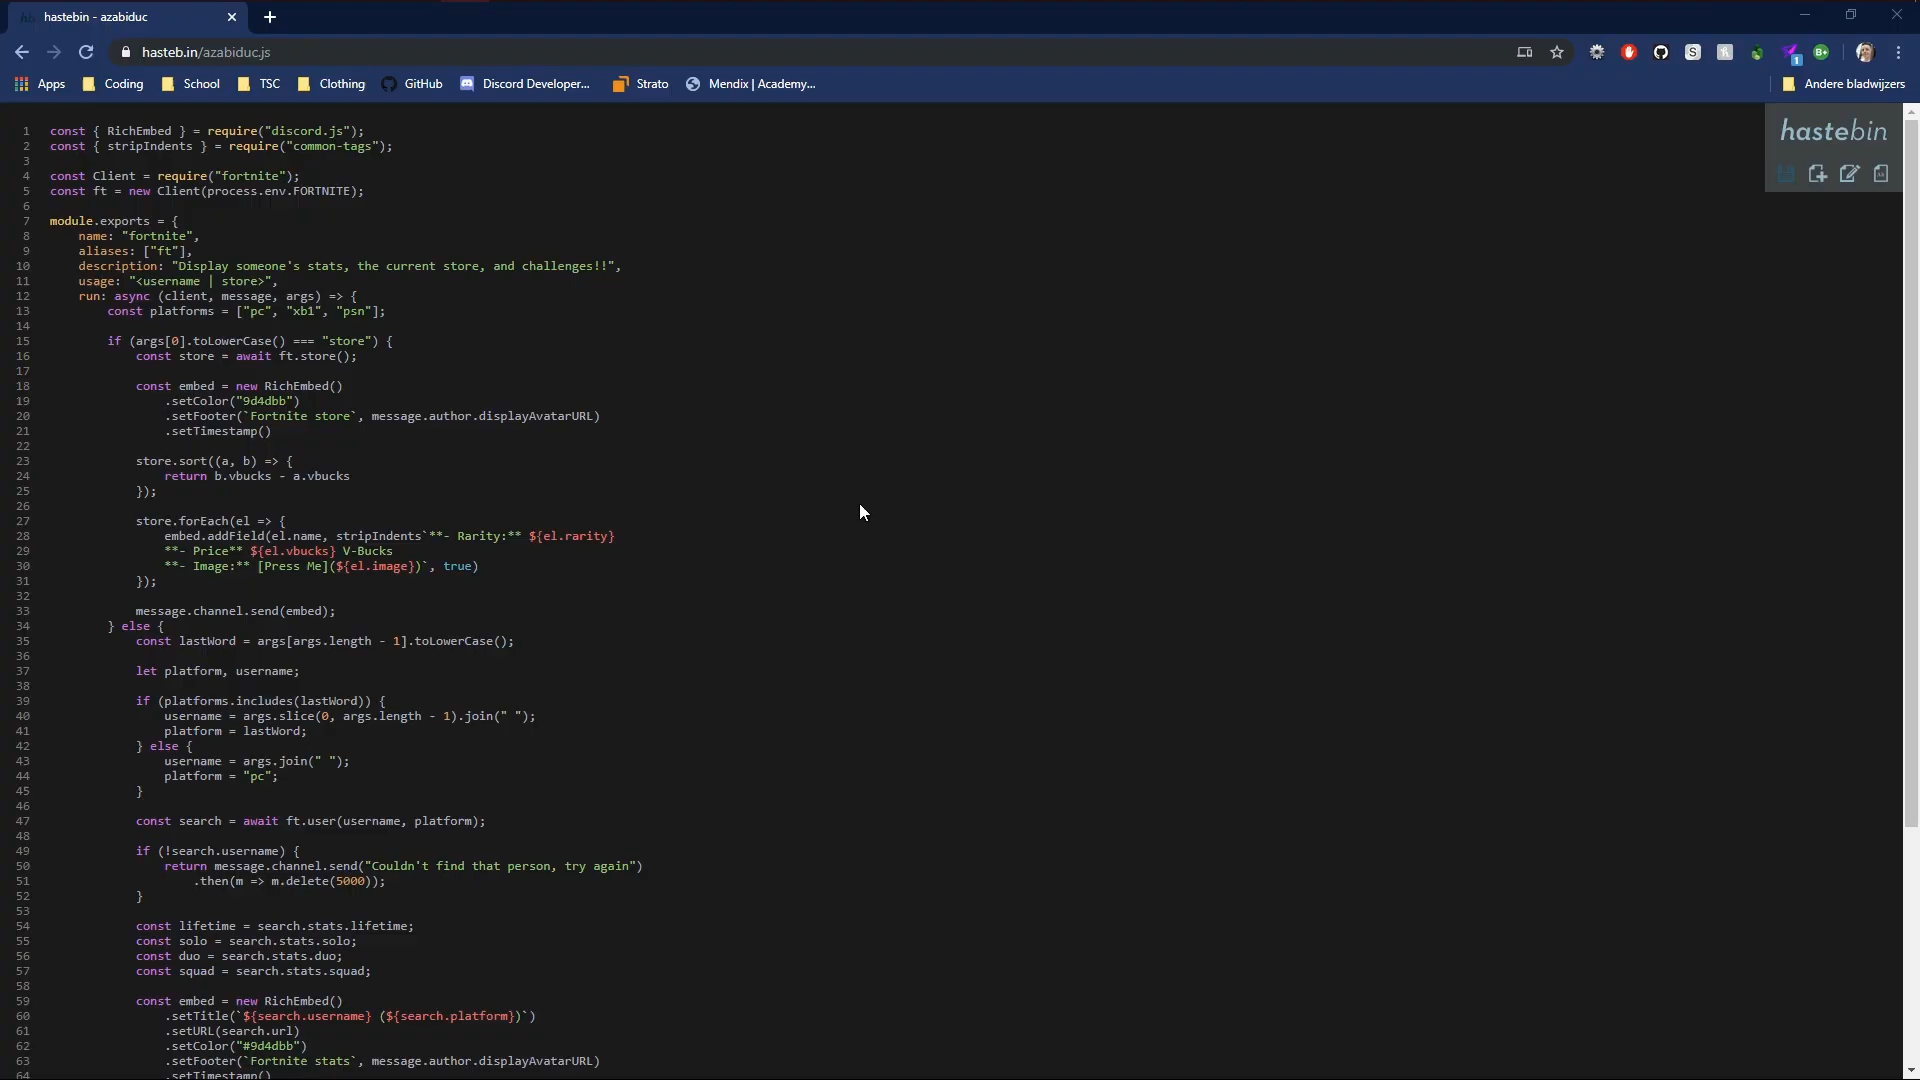 hastebin - azabiduc
hasteb.in/azabiduc.js
Apps Coding School TSC Clothing GitHub Discord Developer... Strato Mendix | Academy... Andere bladwijzers
hastebin
1 const { RichEmbed } = require("discord.js");
2 const { stripIndents } = require("common-tags");
3
4 const Client = require("fortnite");
5 const ft = new Client(process.env.FORTNITE);
6
7 module.exports = {
8 name: "fortnite",
9 aliases: ["ft"],
10 description: "Display someone's stats, the current store, and challenges!!",
11 usage: "<username | store>",
12 run: async (client, message, args) => {
13 const platforms = ["pc", "xb1", "psn"];
14
15 if (args[0].toLowerCase() === "store") {
16 const store = await ft.store();
17
18 const embed = new RichEmbed()
19 .setColor("9d4dbb")
20 .setFooter(`Fortnite store`, message.author.displayAvatarURL)
21 .setTimestamp()
22
23 store.sort((a, b) => {
24 return b.vbucks - a.vbucks
25 });
26
27 store.forEach(el => {
28 embed.addField(el.name, stripIndents`**- Rarity:** ${el.rarity}
29 **- Price** ${el.vbucks} V-Bucks
30 **- Image:** [Press Me](${el.image})`, true)
31 });
32
33 message.channel.send(embed);
34 } else {
35 const lastWord = args[args.length - 1].toLowerCase();
36
37 let platform, username;
38
39 if (platforms.includes(lastWord)) {
40 username = args.slice(0, args.length - 1).join(" ");
41 platform = lastWord;
42 } else {
43 username = args.join(" ");
44 platform = "pc";
45 }
46
47 const search = await ft.user(username, platform);
48
49 if (!search.username) {
50 return message.channel.send("Couldn't find that person, try again")
51 .then(m => m.delete(5000));
52 }
53
54 const lifetime = search.stats.lifetime;
55 const solo = search.stats.solo;
56 const duo = search.stats.duo;
57 const squad = search.stats.squad;
58
59 const embed = new RichEmbed()
60 .setTitle(`${search.username} (${search.platform})`)
61 .setURL(search.url)
62 .setColor("#9d4dbb")
63 .setFooter(`Fortnite stats`, message.author.displayAvatarURL)
64 .setTimestamp()